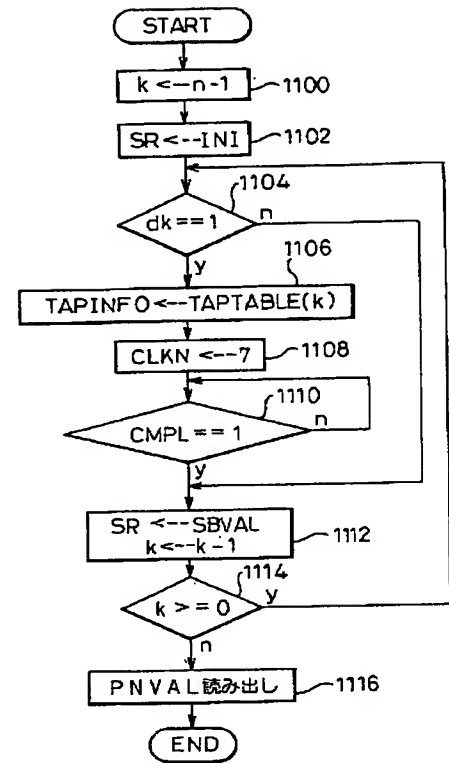 START
k <--n-1
1100
SR<--INI
1102
1104
dk==1
n
y
1106
TAPINFO<--TAPTABLE(k)
CLKN <--7
1108
1110
CMPL==1
n
y
SR <--SBVAL
k<--k-1
1112
1114
k >=0
y
n
PNVAL読み出し
1116
END